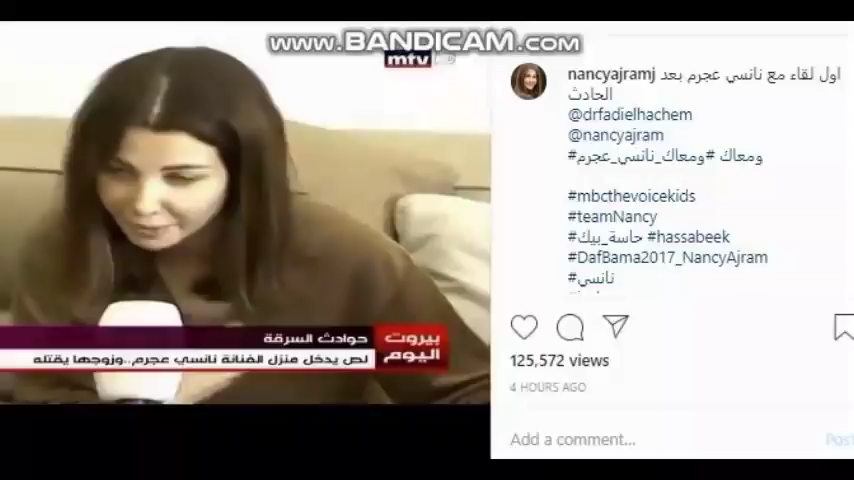 www.BANDICAM.com
mtv
حوادث السرقة
لص يدخل منزل الفنانة نانسي عجرم..وزوجها يقتله
بيروت
اليوم
nancyajramj اول لقاء مع نانسي عجرم بعد
الحادث
@drfadielhachem
@nancyajram
#ومعاك_نانسي_عجرم# ومعاك
#mbcthevoicekids
#teamNancy
#حاسة_بيك #hassabeek
#DafBama2017_NancyAjram
#نانسي
125,572 views
4 HOURS AGO
Add a comment...
Post